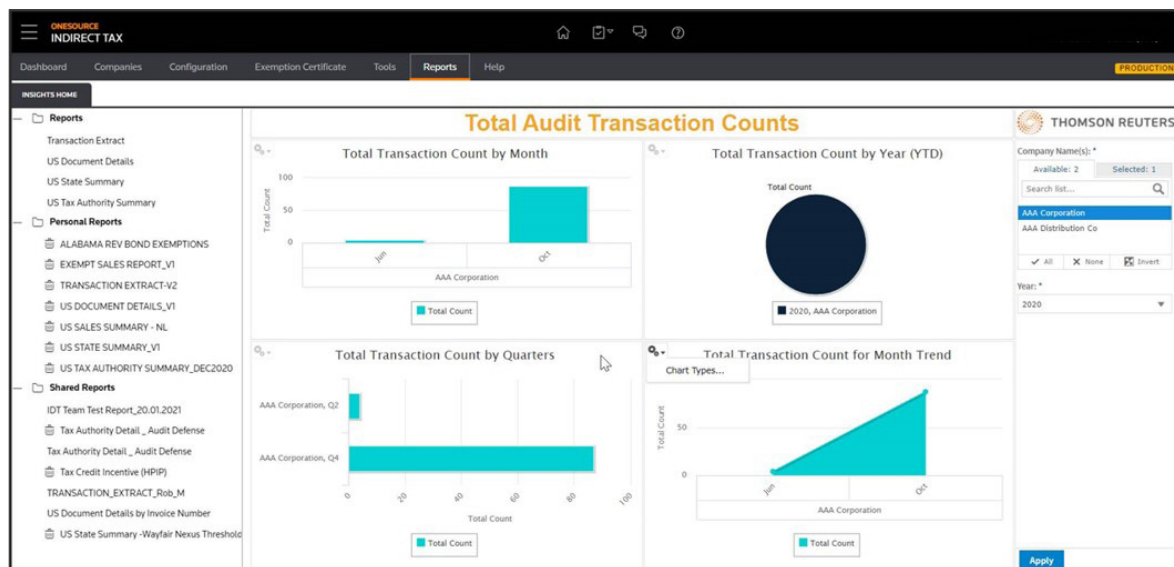 ONESOURCE
INDIRECT TAX
Dashboard Companies Configuration Exemption Certificate Tools Reports Help
PRODUCTION
INSIGHTS HOME
Reports
Transaction Extract
US Document Details
US State Summary
US Tax Authority Summary
Personal Reports
ALABAMA REV BOND EXEMPTIONS
EXEMPT SALES REPORT_V1
TRANSACTION EXTRACT-V2
US DOCUMENT DETAILS_V1
US SALES SUMMARY - NL
US STATE SUMMARY_V1
US TAX AUTHORITY SUMMARY_DEC2020
Shared Reports
IDT Team Test Report_20.01.2021
Tax Authority Detail _ Audit Defense
Tax Authority Detail _ Audit Defense
Tax Credit Incentive (HPIP)
TRANSACTION_EXTRACT_Rob_M
US Document Details by Invoice Number
US State Summary -Wayfair Nexus Threshold
Total Audit Transaction Counts
Total Transaction Count by Month
Total Count
100
50
0
Jun Oct
AAA Corporation
Total Count
Total Transaction Count by Year (YTD)
Total Count
2020, AAA Corporation
Total Transaction Count by Quarters
AAA Corporation, Q2
AAA Corporation, Q4
0 20 40 60 80 100
Total Count
Total Count
Total Transaction Count for Month Trend
Chart Types...
Total Count
50
0
Jun Oct
AAA Corporation
Total Count
THOMSON REUTERS
Company Name(s): *
Available: 2 Selected: 1
Search list...
AAA Corporation
AAA Distribution Co
All None Invert
Year: *
2020
Apply